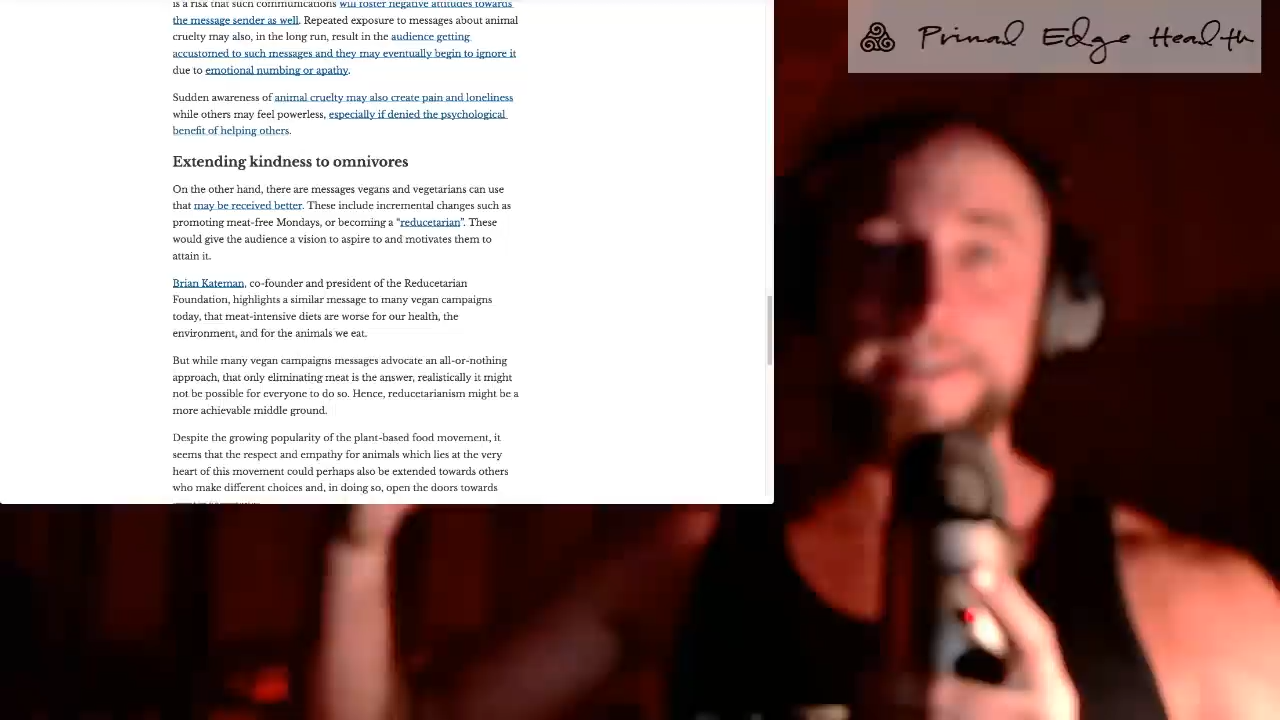 is a risk that such communications will foster negative attitudes towards
the message sender as well. Repeated exposure to messages about animal
cruelty may also, in the long run, result in the audience getting
accustomed to such messages and they may eventually begin to ignore it
due to emotional numbing or apathy.
Sudden awareness of animal cruelty may also create pain and loneliness
while others may feel powerless, especially if denied the psychological
benefit of helping others.
Extending kindness to omnivores
On the other hand, there are messages vegans and vegetarians can use
that may be received better. These include incremental changes such as
promoting meat-free Mondays, or becoming a “reducetarian”. These
would give the audience a vision to aspire to and motivates them to
attain it.
Brian Kateman, co-founder and president of the Reducetarian
Foundation, highlights a similar message to many vegan campaigns
today, that meat-intensive diets are worse for our health, the
environment, and for the animals we eat.
But while many vegan campaigns messages advocate an all-or-nothing
approach, that only eliminating meat is the answer, realistically it might
not be possible for everyone to do so. Hence, reducetarianism might be a
more achievable middle ground.
Despite the growing popularity of the plant-based food movement, it
seems that the respect and empathy for animals which lies at the very
heart of this movement could perhaps also be extended towards others
who make different choices and, in doing so, open the doors towards
Primal Edge Health